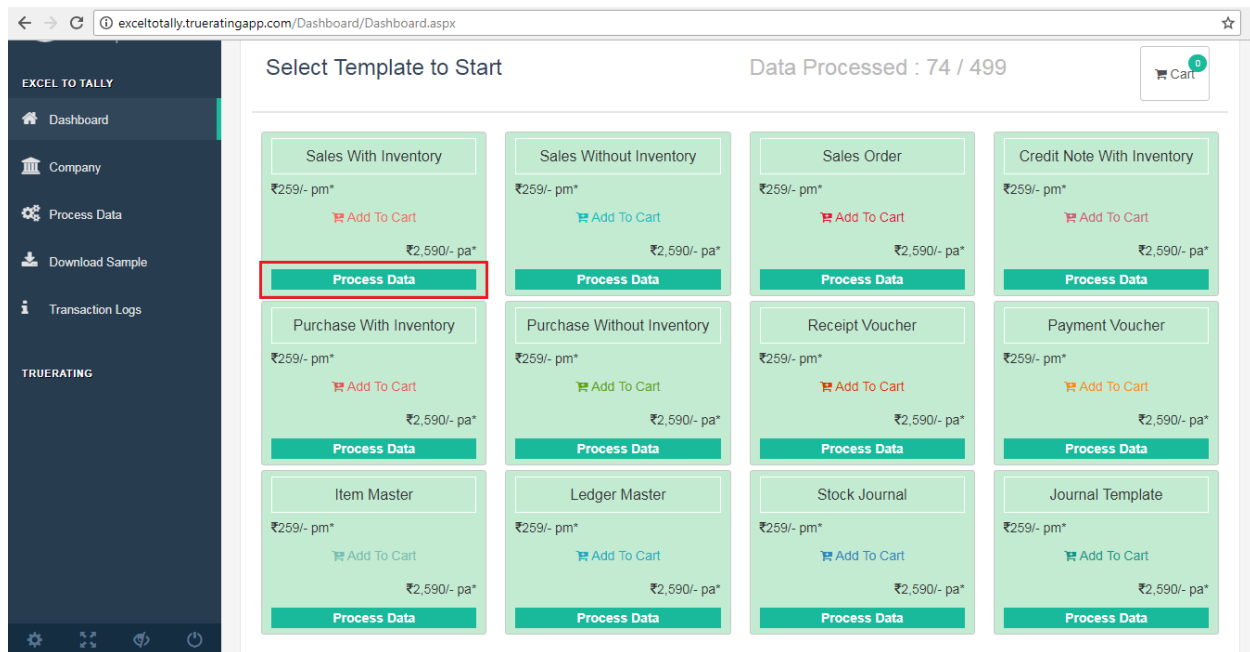 exceltotally.trueratingapp.com/Dashboard/Dashboard.aspx
EXCEL TO TALLY
Dashboard
Company
Process Data
Download Sample
Transaction Logs
TRUERATING
Select Template to Start
Data Processed : 74 / 499
Cart
0
Sales With Inventory
₹259/- pm*
Add To Cart
₹2,590/- pa*
Process Data
Sales Without Inventory
₹259/- pm*
Add To Cart
₹2,590/- pa*
Process Data
Sales Order
₹259/- pm*
Add To Cart
₹2,590/- pa*
Process Data
Credit Note With Inventory
₹259/- pm*
Add To Cart
₹2,590/- pa*
Process Data
Purchase With Inventory
₹259/- pm*
Add To Cart
₹2,590/- pa*
Process Data
Purchase Without Inventory
₹259/- pm*
Add To Cart
₹2,590/- pa*
Process Data
Receipt Voucher
₹259/- pm*
Add To Cart
₹2,590/- pa*
Process Data
Payment Voucher
₹259/- pm*
Add To Cart
₹2,590/- pa*
Process Data
Item Master
₹259/- pm*
Add To Cart
₹2,590/- pa*
Process Data
Ledger Master
₹259/- pm*
Add To Cart
₹2,590/- pa*
Process Data
Stock Journal
₹259/- pm*
Add To Cart
₹2,590/- pa*
Process Data
Journal Template
₹259/- pm*
Add To Cart
₹2,590/- pa*
Process Data